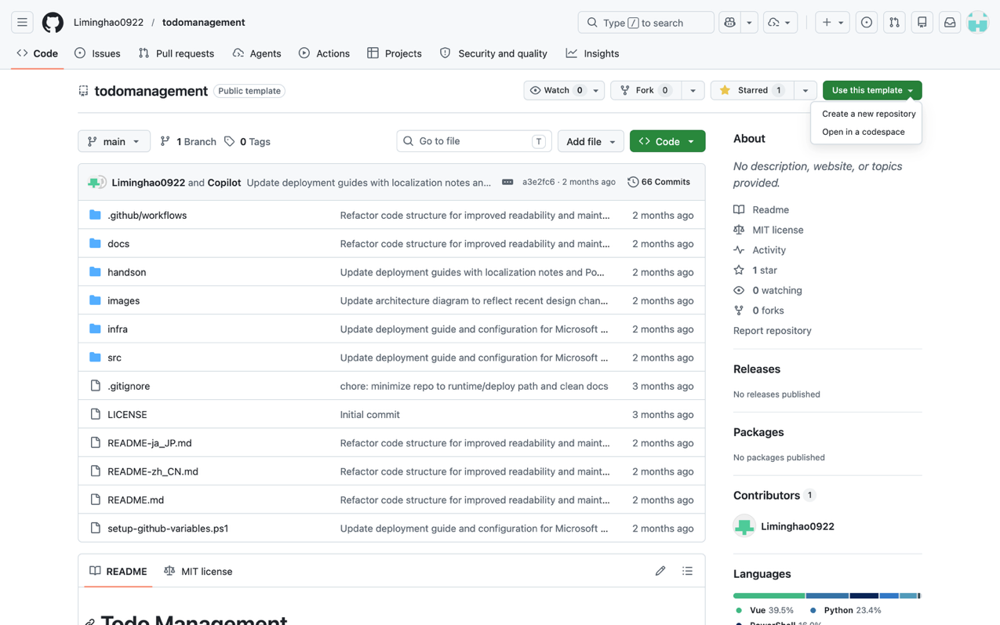 Liminghao0922 / todomanagement
Type / to search
Code
Issues
Pull requests
Agents
Actions
Projects
Security and quality
Insights
todomanagement Public template
Watch 0
Fork 0
Starred 1
Use this template
Create a new repository
Open in a codespace
main
1 Branch
0 Tags
Go to file T
Add file
Code
Liminghao0922 and Copilot Update deployment guides with localization notes an... a3e2fc6 · 2 months ago 66 Commits
.github/workflows Refactor code structure for improved readability and maint... 2 months ago
docs Refactor code structure for improved readability and maint... 2 months ago
handson Update deployment guides with localization notes and Po... 2 months ago
images Update architecture diagram to reflect recent design chan... 2 months ago
infra Update deployment guide and configuration for Microsoft ... 2 months ago
src Update deployment guide and configuration for Microsoft ... 2 months ago
.gitignore chore: minimize repo to runtime/deploy path and clean docs 3 months ago
LICENSE Initial commit 3 months ago
README-ja_JP.md Refactor code structure for improved readability and maint... 2 months ago
README-zh_CN.md Refactor code structure for improved readability and maint... 2 months ago
README.md Refactor code structure for improved readability and maint... 2 months ago
setup-github-variables.ps1 Update deployment guide and configuration for Microsoft ... 2 months ago
README
MIT license
Todo Management
About
No description, website, or topics
provided.
Readme
MIT license
Activity
1 star
0 watching
0 forks
Report repository
Releases
No releases published
Packages
No packages published
Contributors 1
Liminghao0922
Languages
Vue 39.5% Python 23.4%
PowerShell 16.0%